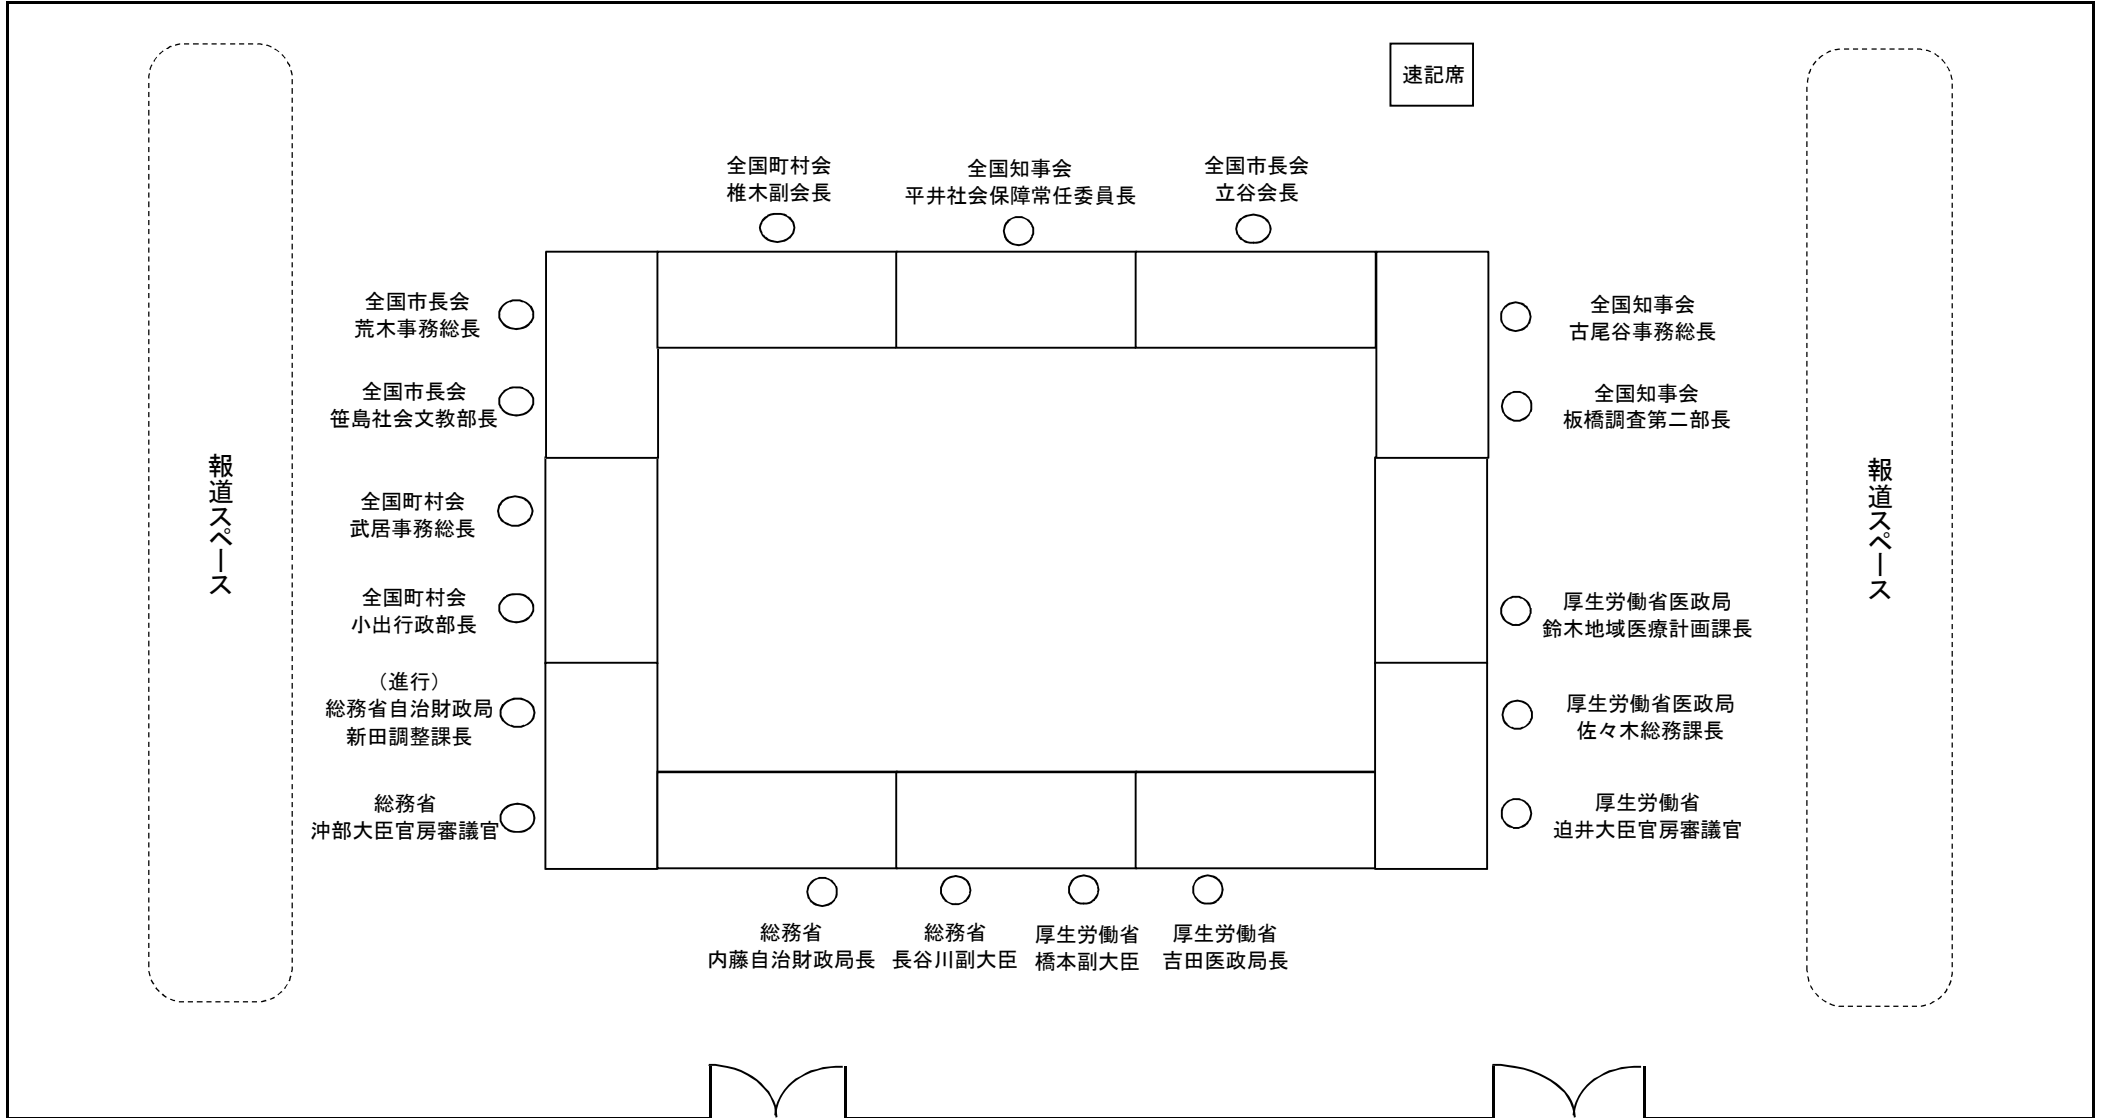 速記席
全国町村会
椎木副会長
全国知事会
平井社会保障常任委員長
全国市長会
立谷会長
全国市長会
荒木事務総長
全国市長会
笹島社会文教部長
全国町村会
武居事務総長
全国町村会
小出行政部長
（進行）
総務省自治財政局
新田調整課長
総務省
沖部大臣官房審議官
全国知事会
古尾谷事務総長
全国知事会
板橋調査第二部長
厚生労働省医政局
鈴木地域医療計画課長
厚生労働省医政局
佐々木総務課長
厚生労働省
迫井大臣官房審議官
総務省
内藤自治財政局長
総務省
長谷川副大臣
厚生労働省
橋本副大臣
厚生労働省
吉田医政局長
報道スペース
報道スペース